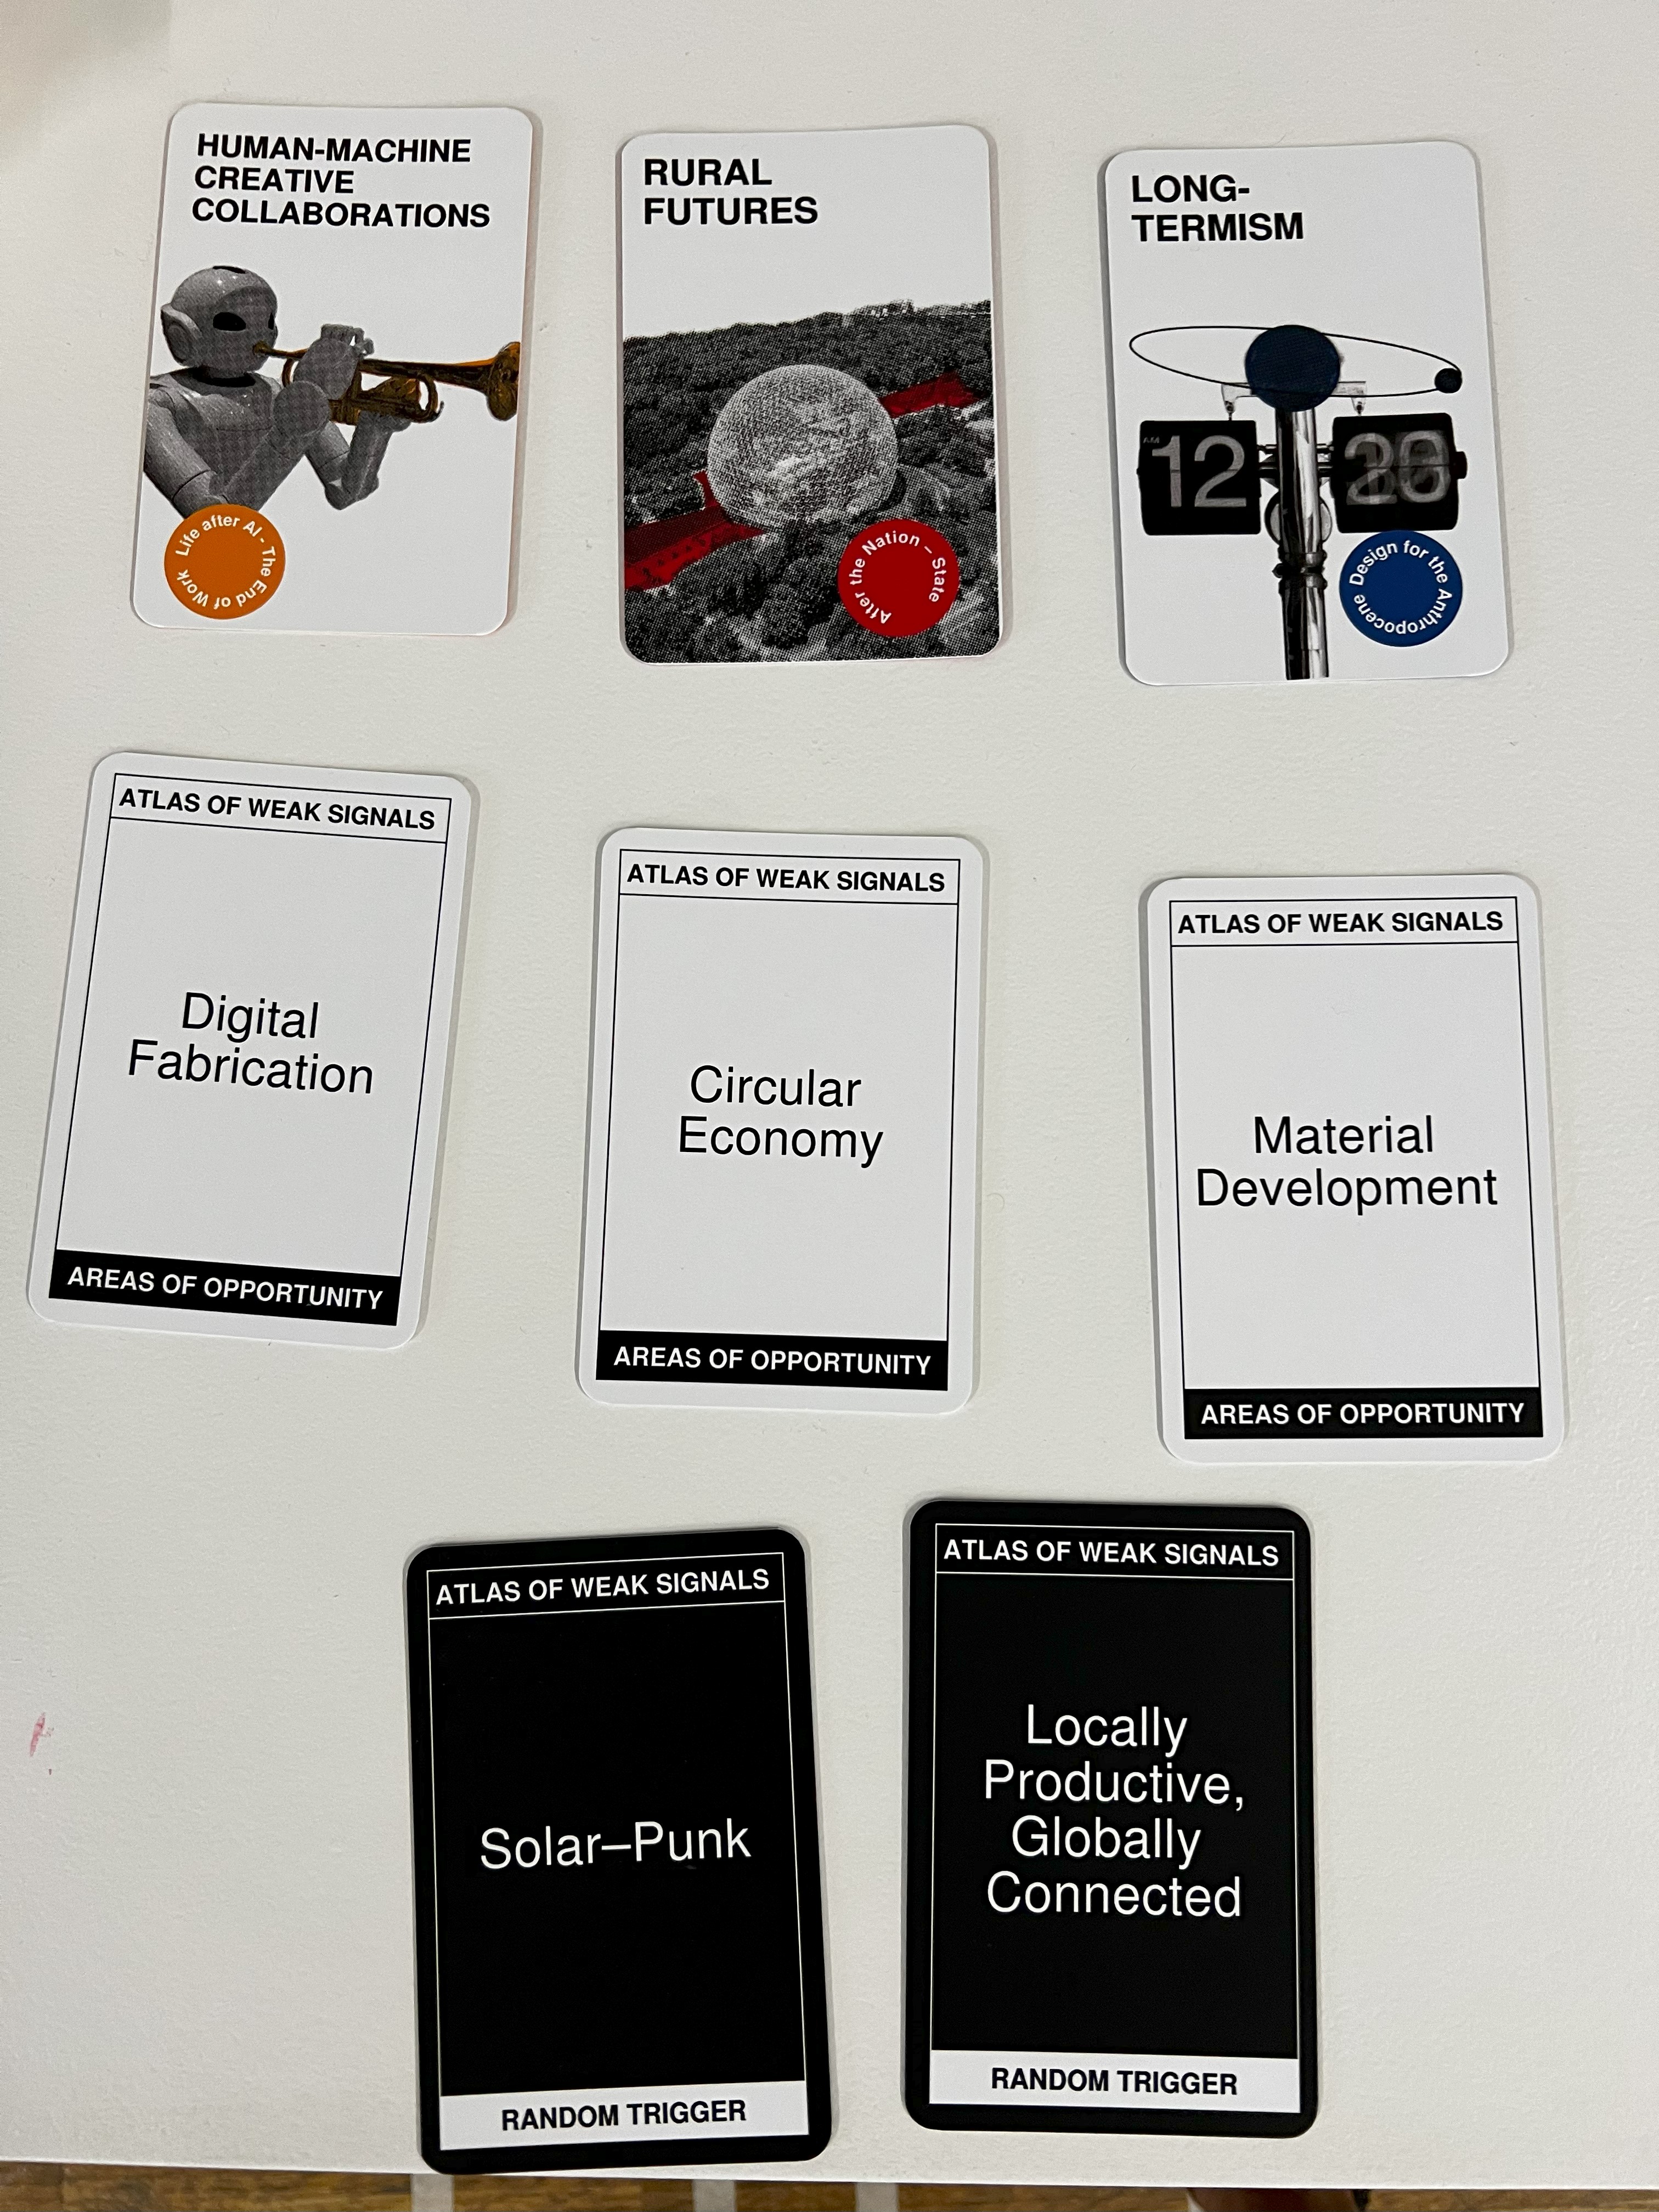 HUMAN-MACHINE
CREATIVE
COLLABORATIONS
Life after AI - The End of Work
RURAL
FUTURES
After the Nation – State
LONG-
TERMISM
AM
12
Design for the Anthropocene
ATLAS OF WEAK SIGNALS
Digital
Fabrication
AREAS OF OPPORTUNITY
ATLAS OF WEAK SIGNALS
Circular
Economy
AREAS OF OPPORTUNITY
ATLAS OF WEAK SIGNALS
Material
Development
AREAS OF OPPORTUNITY
ATLAS OF WEAK SIGNALS
Solar–Punk
RANDOM TRIGGER
ATLAS OF WEAK SIGNALS
Locally
Productive,
Globally
Connected
RANDOM TRIGGER